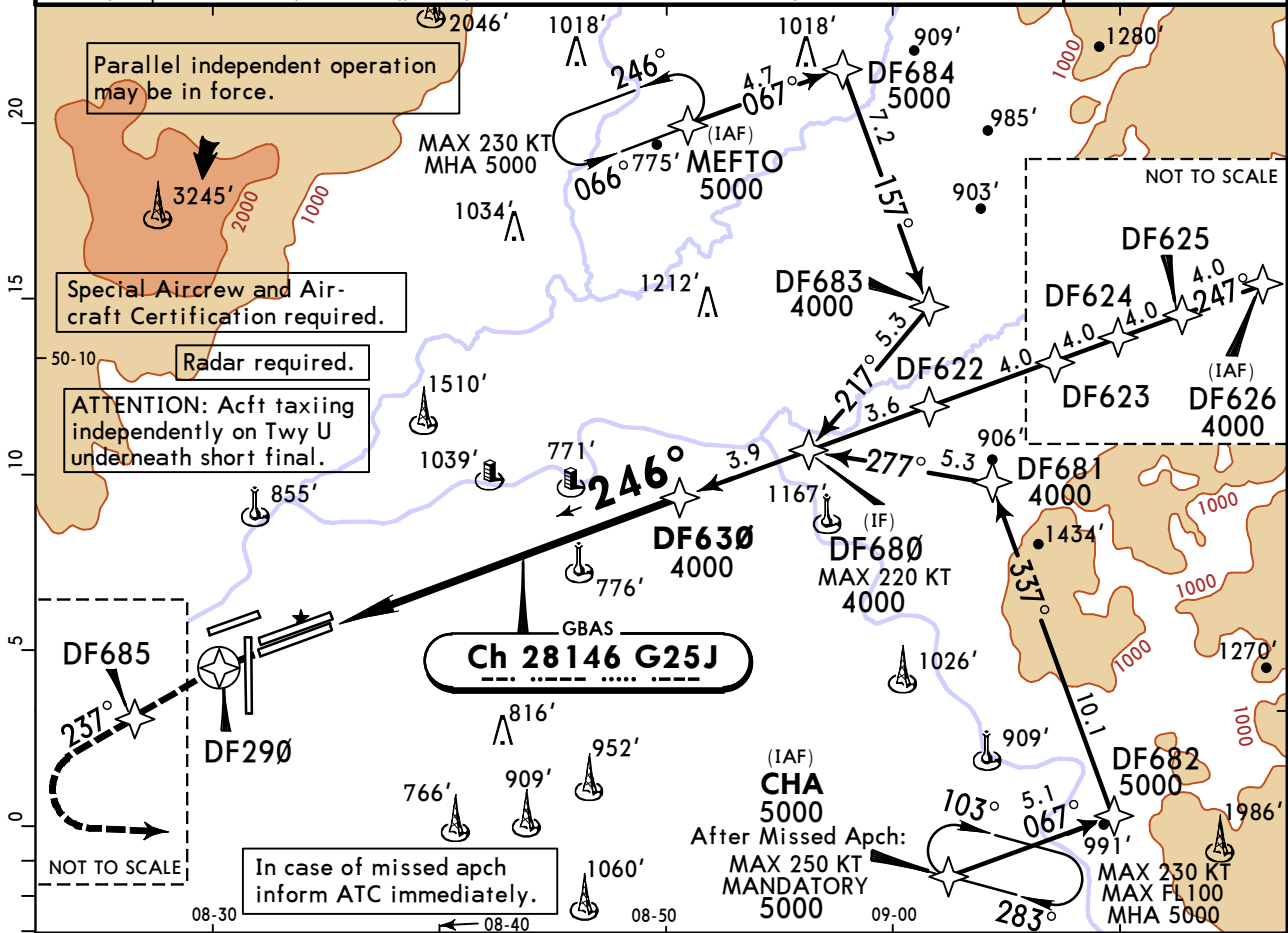 2046'
1018'
1018'
909'
1280'
1000
Parallel independent operation
may be in force.
246°
4.7
067°
DF684
5000
20
MAX 230 KT
MHA 5000
(IAF)
775'
MEFTO
5000
066°
7.2
985'
NOT TO SCALE
3245'
2000
1000
1034'
157°
903'
DF625
4.0
247°
Special Aircrew and Air-
craft Certification required.
1212'
DF683
4000
DF624
4.0
15
5.3
4.0
50-10
Radar required.
217°
DF622
4.0
(IAF)
DF626
4000
DF623
ATTENTION: Acft taxiing
independently on Twy U
underneath short final.
1510'
3.6
906'
10
1039'
771'
246°
3.9
277°
5.3
DF681
4000
855'
1167'
(IF)
DF68Ø
MAX 220 KT
4000
1000
DF63Ø
4000
1434'
776'
337°
1000
5
DF685
GBAS
Ch 28146 G25J
1026'
1000
1270'
237°
DF29Ø
816'
10.1
1000
952'
909'
DF682
5000
766'
909'
(IAF)
CHA
5000
103°
5.1
067°
1986'
0
After Missed Apch:
MAX 250 KT
MANDATORY
5000
991'
NOT TO SCALE
In case of missed apch
inform ATC immediately.
1060'
MAX 230 KT
MAX FL100
MHA 5000
283°
08-30
08-40
08-50
09-00